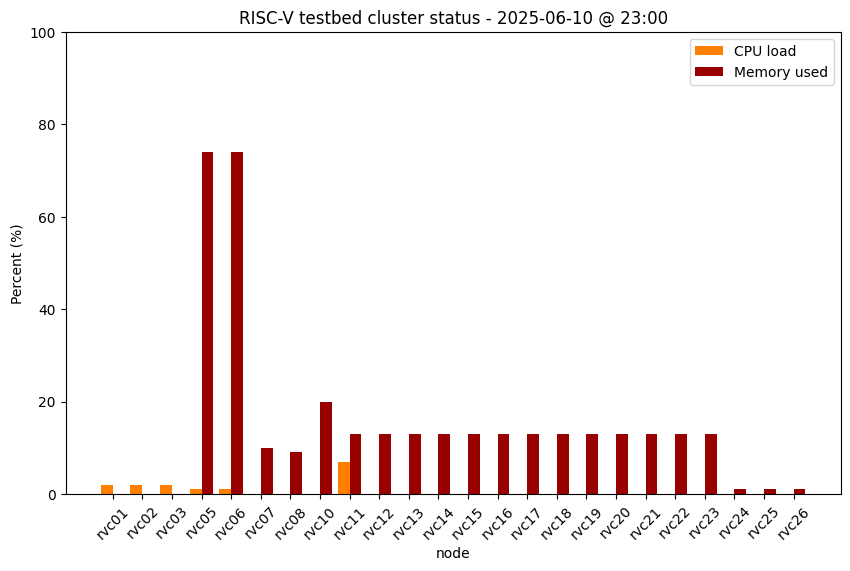 RISC-V testbed cluster status - 2025-06-10 @ 23:00
CPU load
Memory used
Percent (%)
100
80
60
40
20
0
rvc01
rvc02
rvc03
rvc05
rvc06
rvc07
rvc08
rvc10
rvc11
rvc12
rvc13
rvc14
rvc15
rvc16
rvc17
rvc18
rvc19
rvc20
rvc21
rvc22
rvc23
rvc24
rvc25
rvc26
node